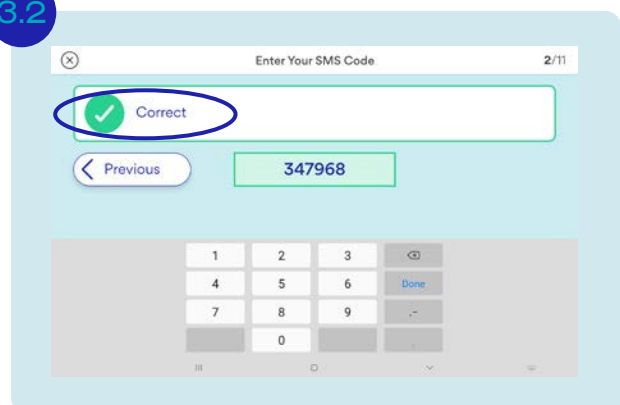 3.2
Enter Your SMS Code 2/11
Correct
Previous 347968
1 2 3
4 5 6 Done
7 8 9 .-
0 .